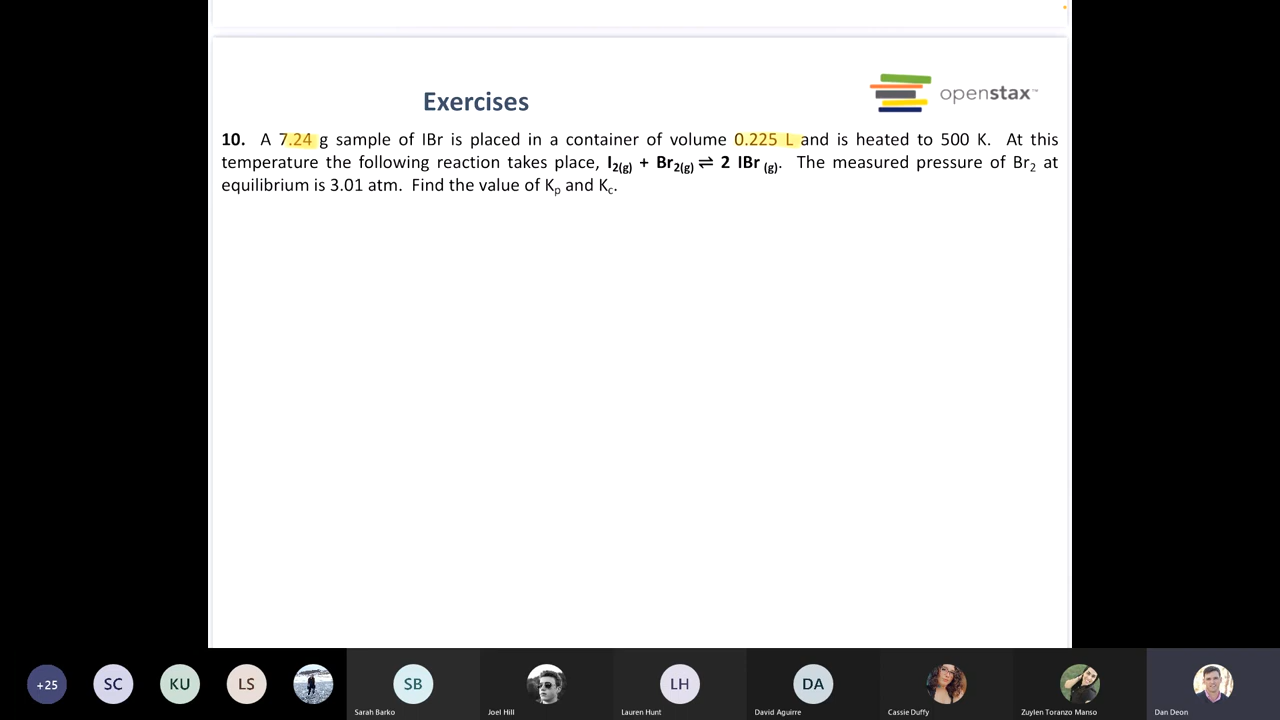 Exercises
openstax™
10. A 7.24 g sample of IBr is placed in a container of volume 0.225 L and is heated to 500 K. At this
temperature the following reaction takes place, I2(g) + Br2(g) ⇌ 2 IBr (g). The measured pressure of Br2 at
equilibrium is 3.01 atm. Find the value of Kp and Kc.
+25
SC
KU
LS
SB
LH
DA
Sarah Barko
Joel Hill
Lauren Hunt
David Aguirre
Cassie Duffy
Zuylen Toranzo Manso
Dan Deon